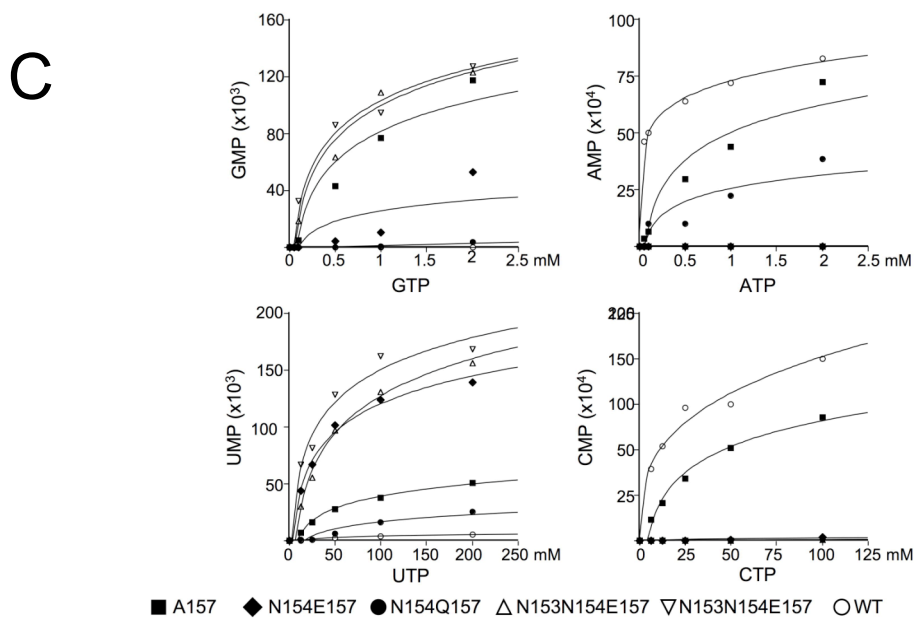 C
160
120
80
40
GMP (x10³)
0 0.5 1 1.5 2 2.5 mM
GTP
100
75
50
25
0
AMP (x10⁴)
0 0.5 1 1.5 2 2.5 mM
ATP
200
150
100
50
UMP (x10³)
0 50 100 150 200 250 mM
UTP
150
100
50
25
CMP (x10⁴)
0 25 50 75 100 125 mM
CTP
A157 N154E157 N154Q157 N153N154E157 N153N154E157 WT